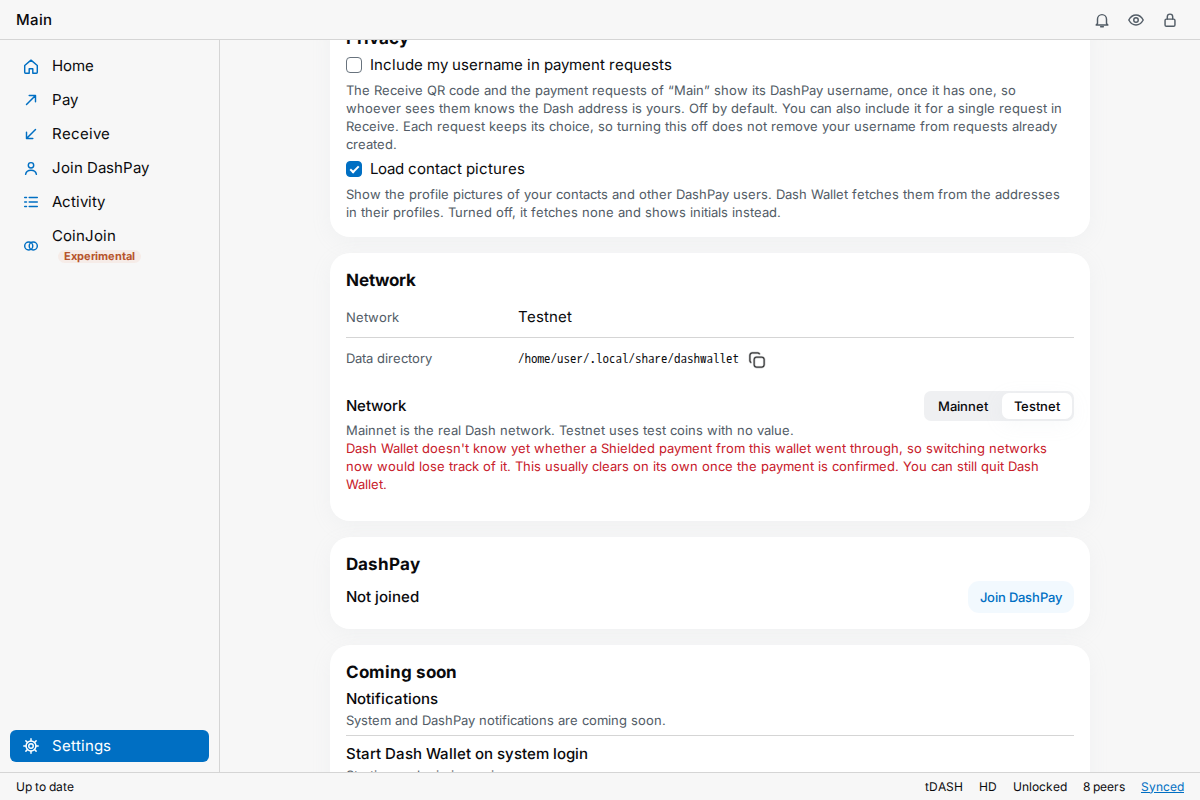 Main
Home
Pay
Receive
Join DashPay
Activity
CoinJoin
Experimental
Settings
Privacy
Include my username in payment requests
The Receive QR code and the payment requests of “Main” show its DashPay username, once it has one, so
whoever sees them knows the Dash address is yours. Off by default. You can also include it for a single request in
Receive. Each request keeps its choice, so turning this off does not remove your username from requests already
created.
Load contact pictures
Show the profile pictures of your contacts and other DashPay users. Dash Wallet fetches them from the addresses
in their profiles. Turned off, it fetches none and shows initials instead.
Network
Network Testnet
Data directory /home/user/.local/share/dashwallet
Network Mainnet Testnet
Mainnet is the real Dash network. Testnet uses test coins with no value.
Dash Wallet doesn't know yet whether a Shielded payment from this wallet went through, so switching networks
now would lose track of it. This usually clears on its own once the payment is confirmed. You can still quit Dash
Wallet.
DashPay
Not joined Join DashPay
Coming soon
Notifications
System and DashPay notifications are coming soon.
Start Dash Wallet on system login
Up to date tDASH HD Unlocked 8 peers Synced